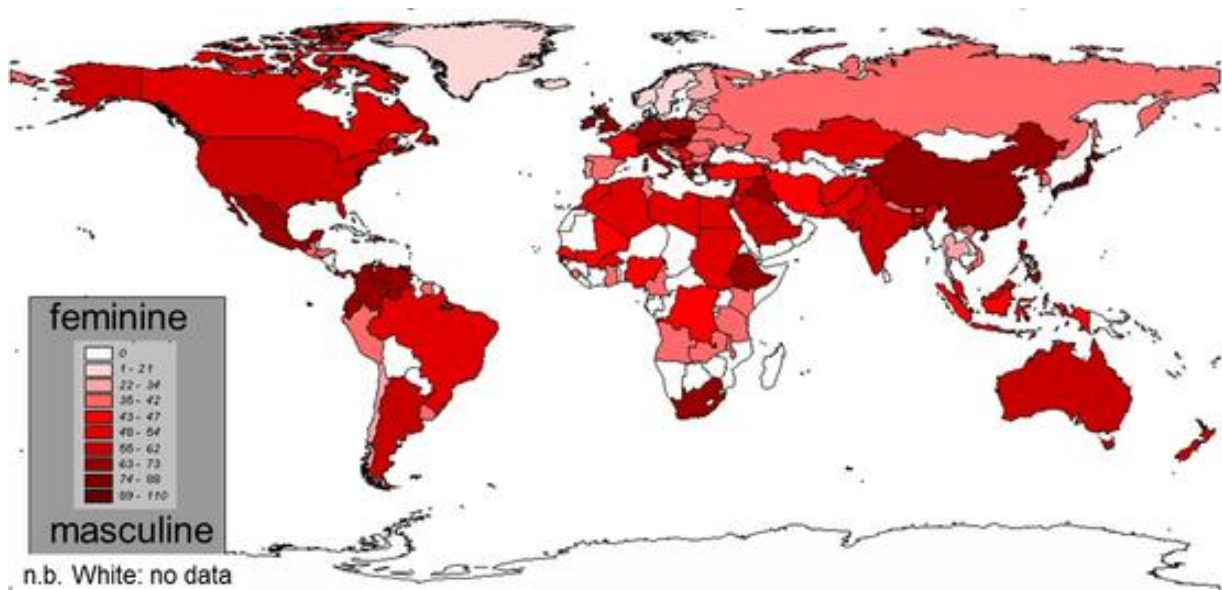 feminine
0
1 - 21
22 - 34
35 - 42
43 - 47
48 - 54
55 - 62
63 - 73
74 - 88
89 - 110
masculine
n.b. White: no data